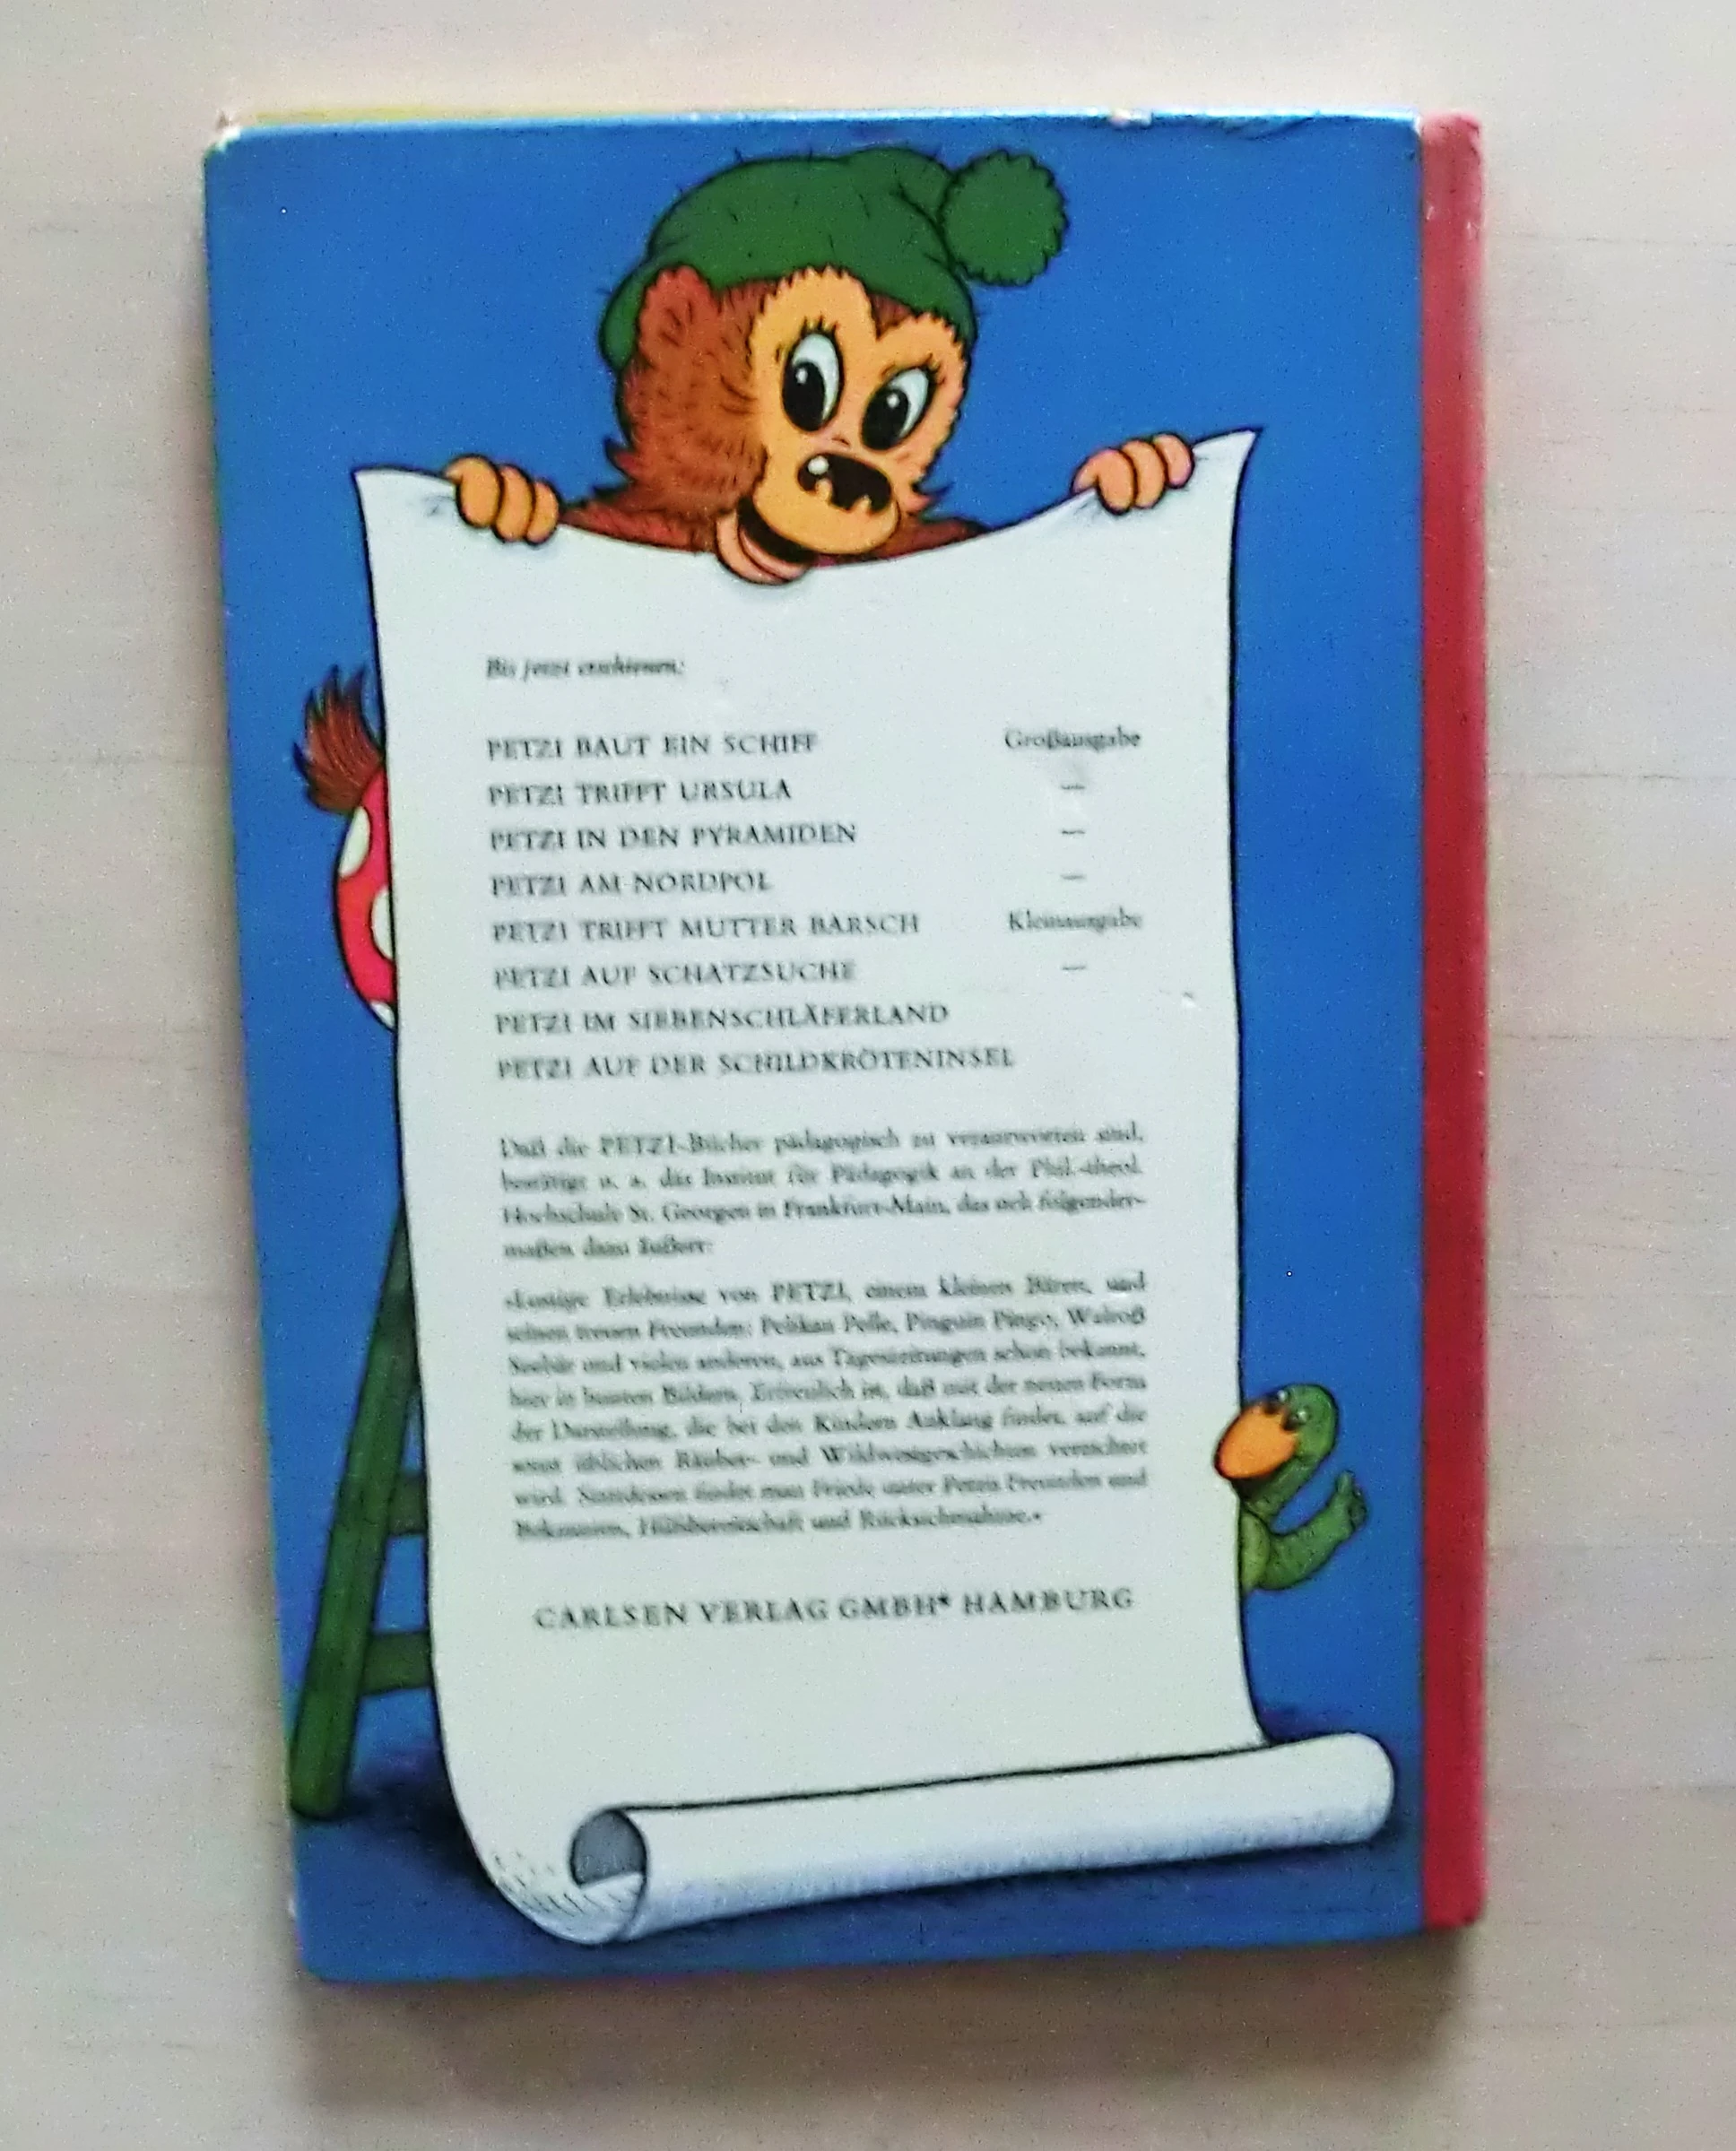 Bis jetzt erschienen:
PETZI BAUT EIN SCHIFF Großausgabe
PETZI TRIFFT URSULA —
PETZI IN DEN PYRAMIDEN —
PETZI AM NORDPOL —
PETZI TRIFFT MUTTER BARSCH Kleinausgabe
PETZI AUF SCHATZSUCHE —
PETZI IM SIEBENSCHLÄFERLAND
PETZI AUF DER SCHILDKRÖTENINSEL
Daß die PETZI-Bücher pädagogisch zu verantworten sind,
bestätigt u. a. das Institut für Pädagogik an der Phil.-theol.
Hochschule St. Georgen in Frankfurt-Main, das sich folgender-
maßen dazu äußert:
»Lustige Erlebnisse von PETZI, einem kleinen Bären, und
seinen treuen Freunden: Pelikan Pelle, Pinguin Pingo, Walroß
Seebär und vielen anderen, aus Tageszeitungen schon bekannt,
hier in bunten Bildern. Erfreulich ist, daß mit der neuen Form
der Darstellung, die bei den Kindern Anklang findet, auf die
sonst üblichen Räuber- und Wildwestgeschichten verzichtet
wird. Stattdessen findet man Friede unter Petzis Freunden und
Bekannten, Hilfsbereitschaft und Rücksichtnahme.«
CARLSEN VERLAG GMBH * HAMBURG